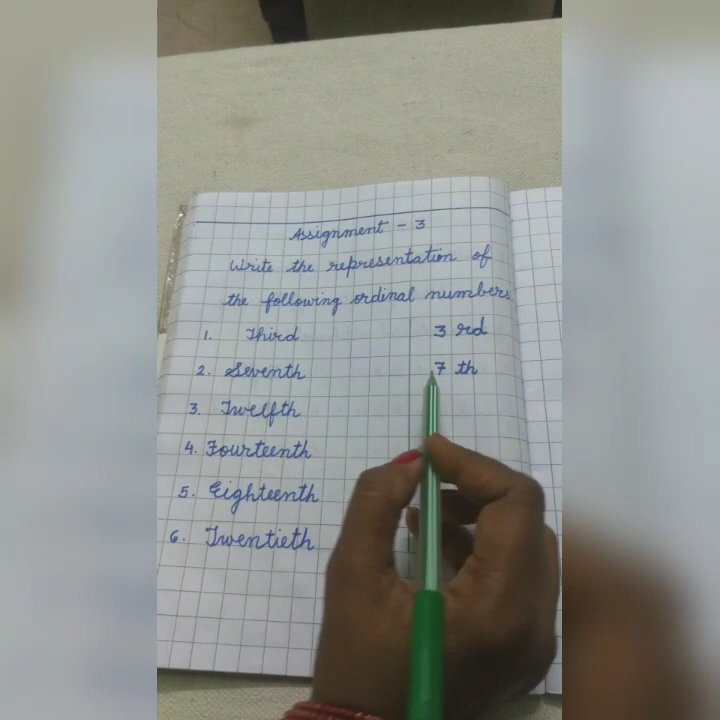 Assignment - 3
Write the representation of
the following ordinal numbers
1. Third 3 rd
2. Seventh 7 th
3. Twelfth
4. Fourteenth
5. Eighteenth
6. Twentieth